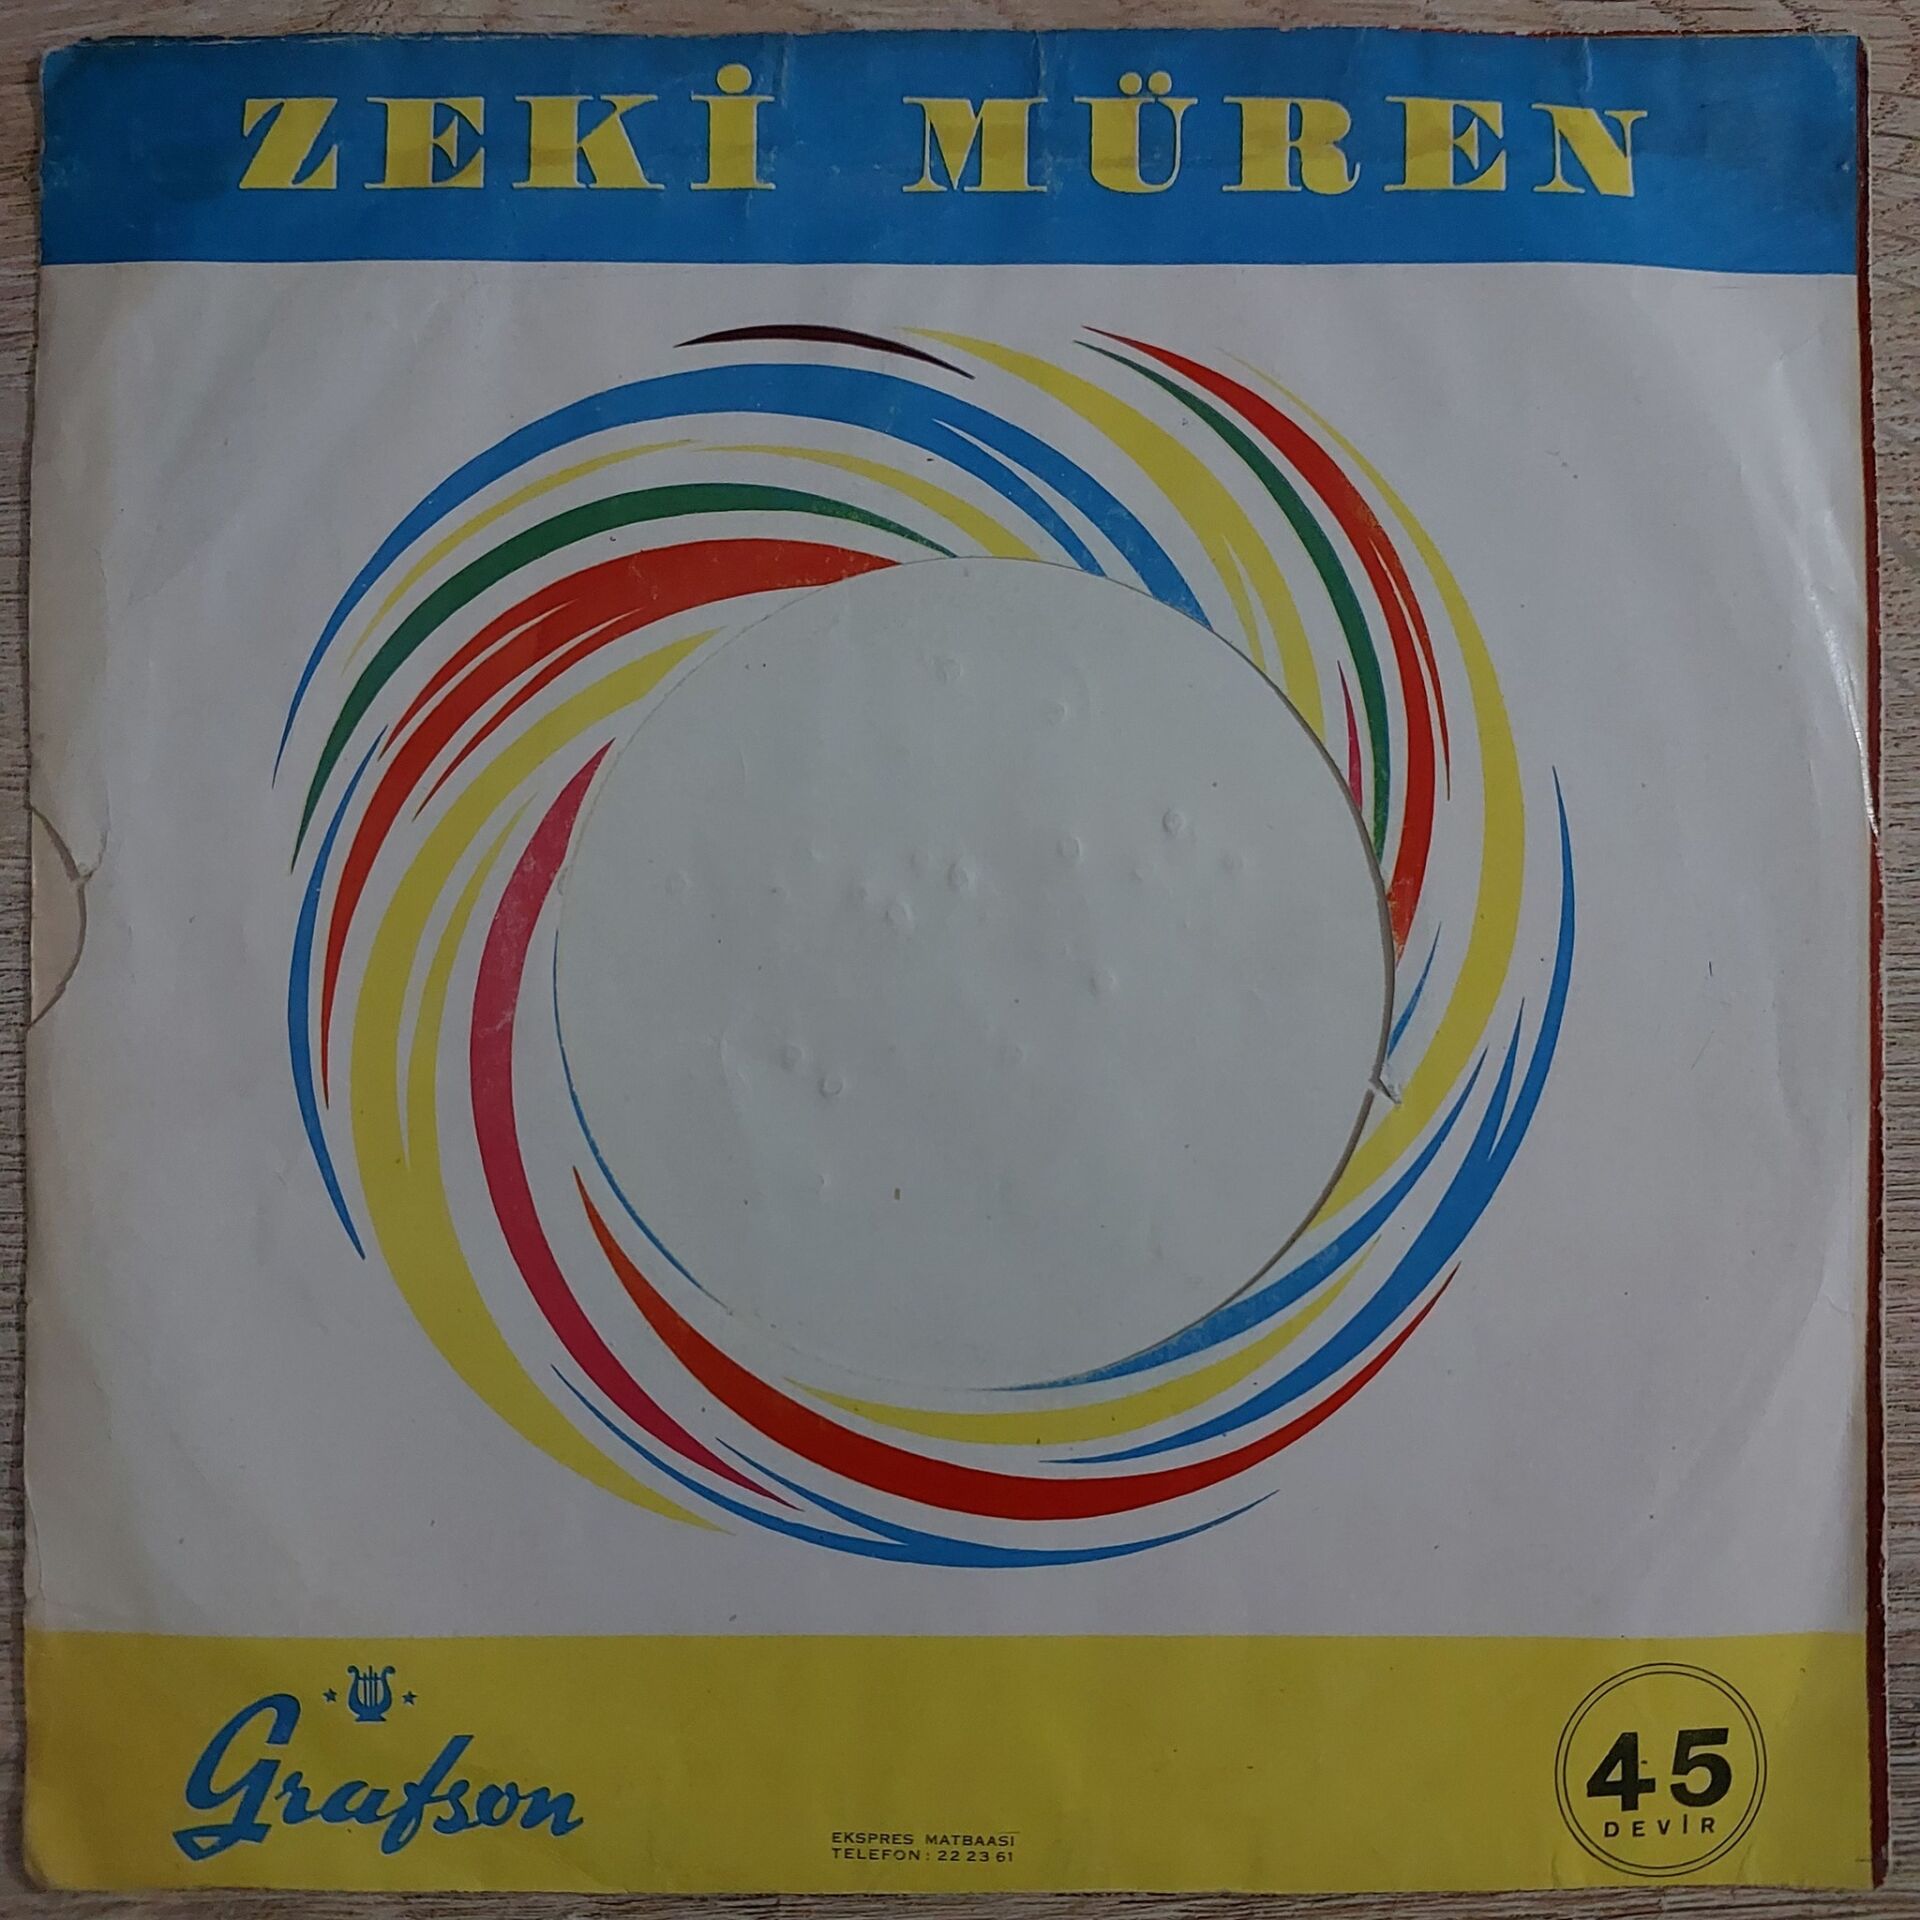 ZEKİ MÜREN
Grafson
EKSPRES MATBAASI
TELEFON: 22 23 61
45
DEVİR